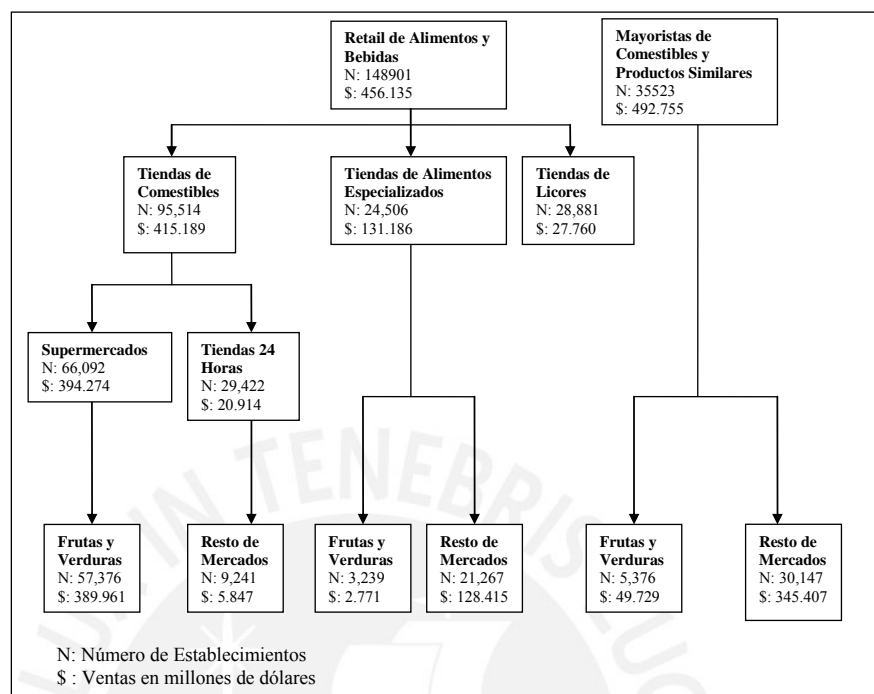 Retail de Alimentos y
Bebidas
N: 148901
$: 456.135
Mayoristas de
Comestibles y
Productos Similares
N: 35523
$: 492.755
Tiendas de
Comestibles
N: 95,514
$: 415.189
Tiendas de Alimentos
Especializados
N: 24,506
$: 131.186
Tiendas de
Licores
N: 28,881
$: 27.760
Supermercados
N: 66,092
$: 394.274
Tiendas 24
Horas
N: 29,422
$: 20.914
Frutas y
Verduras
N: 57,376
$: 389.961
Resto de
Mercados
N: 9,241
$: 5.847
Frutas y
Verduras
N: 3,239
$: 2.771
Resto de
Mercados
N: 21,267
$: 128.415
Frutas y
Verduras
N: 5,376
$: 49.729
Resto de
Mercados
N: 30,147
$: 345.407
N: Número de Establecimientos
$ : Ventas en millones de dólares
IN TENEBRIS